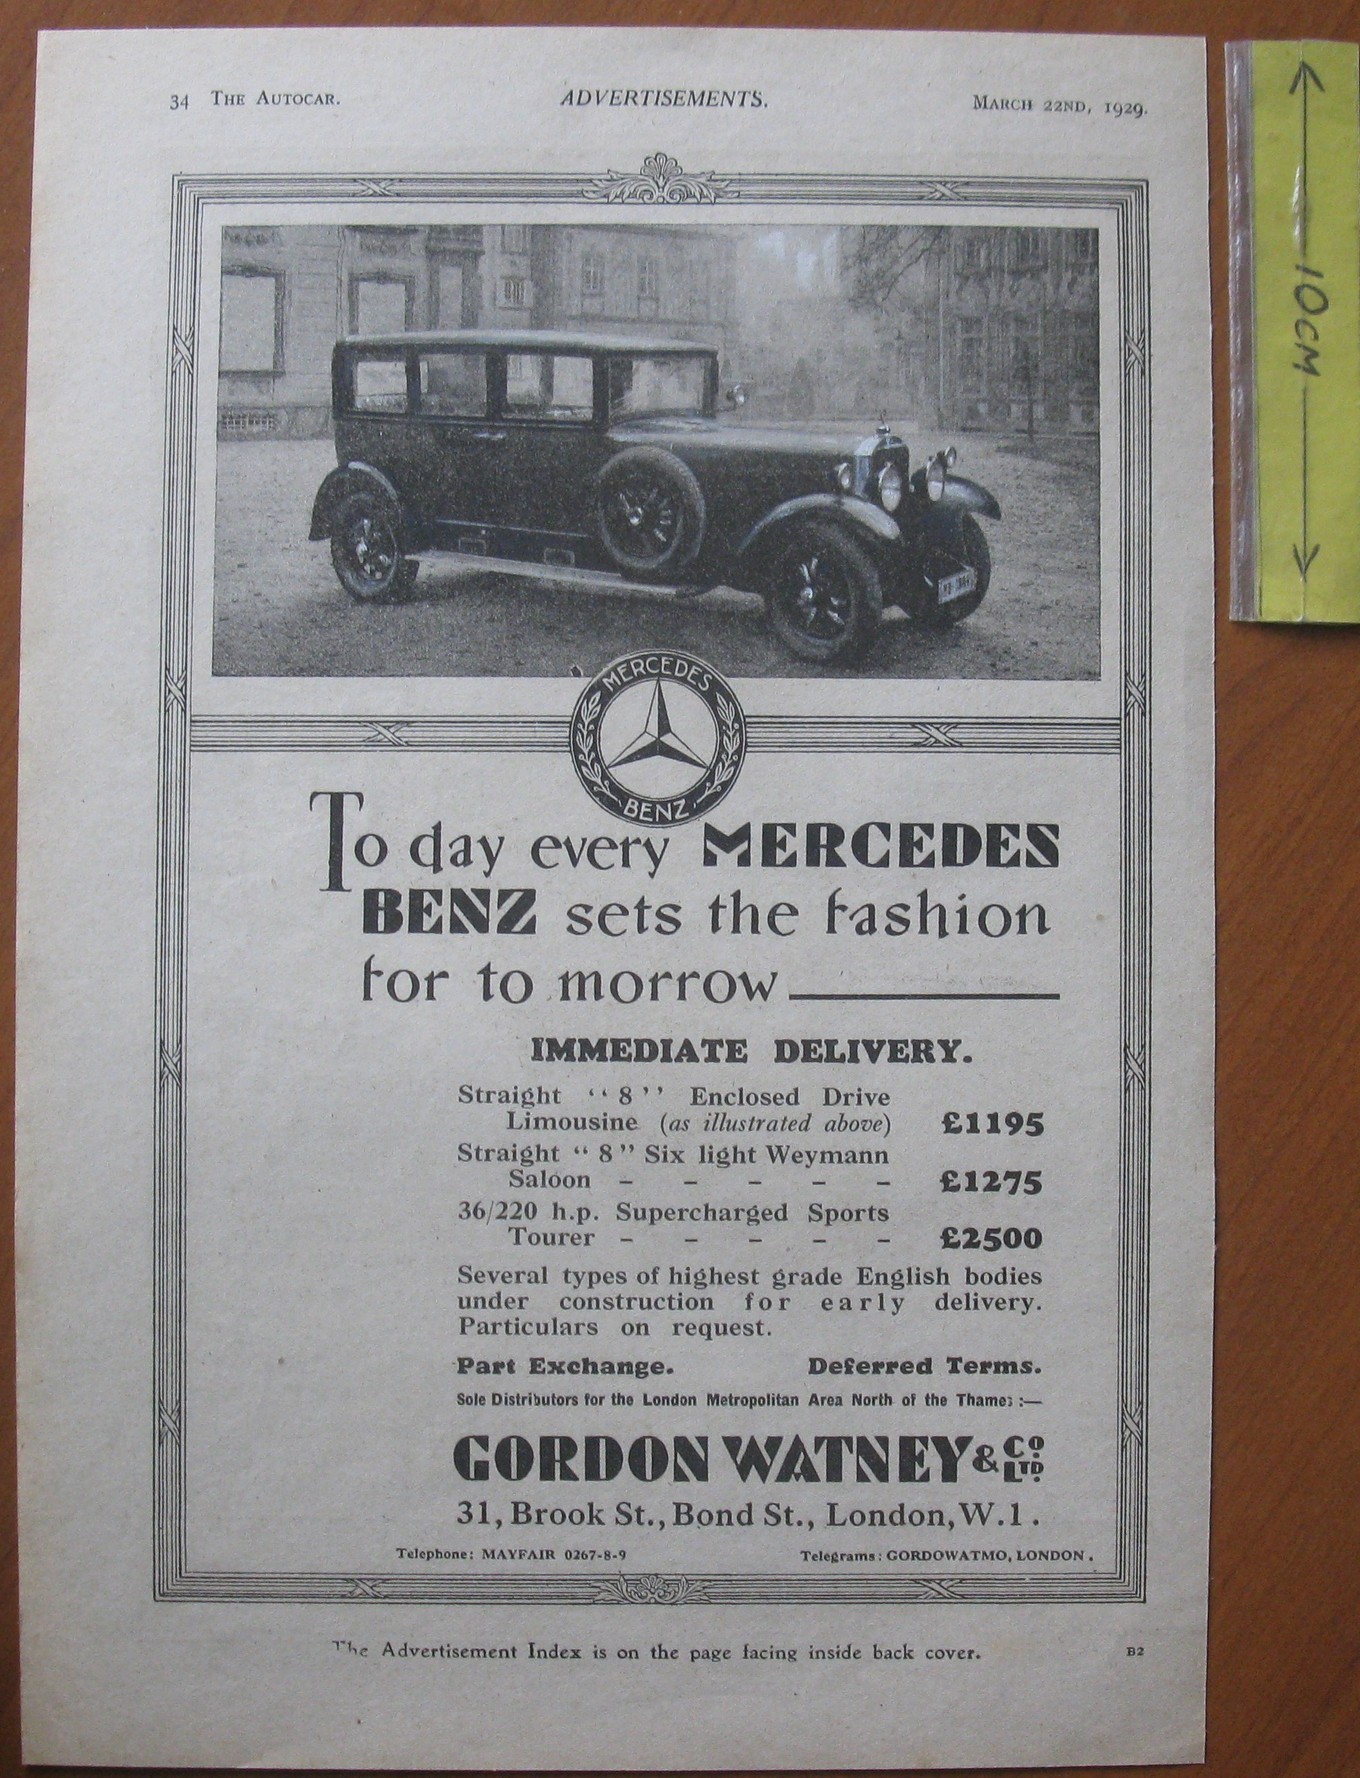 34 THE AUTOCAR. ADVERTISEMENTS. MARCH 22ND, 1929.
10CM
MERCEDES
BENZ
To day every MERCEDES
BENZ sets the fashion
for to morrow
IMMEDIATE DELIVERY.
Straight "8" Enclosed Drive
Limousine (as illustrated above) £1195
Straight "8" Six light Weymann
Saloon – – – – – £1275
36/220 h.p. Supercharged Sports
Tourer – – – – – £2500
Several types of highest grade English bodies
under construction for early delivery.
Particulars on request.
Part Exchange. Deferred Terms.
Sole Distributors for the London Metropolitan Area North of the Thames :—
GORDON WATNEY & CO. LTD.
31, Brook St., Bond St., London, W.1.
Telephone: MAYFAIR 0267-8-9 Telegrams: GORDOWATMO, LONDON.
The Advertisement Index is on the page facing inside back cover. B2